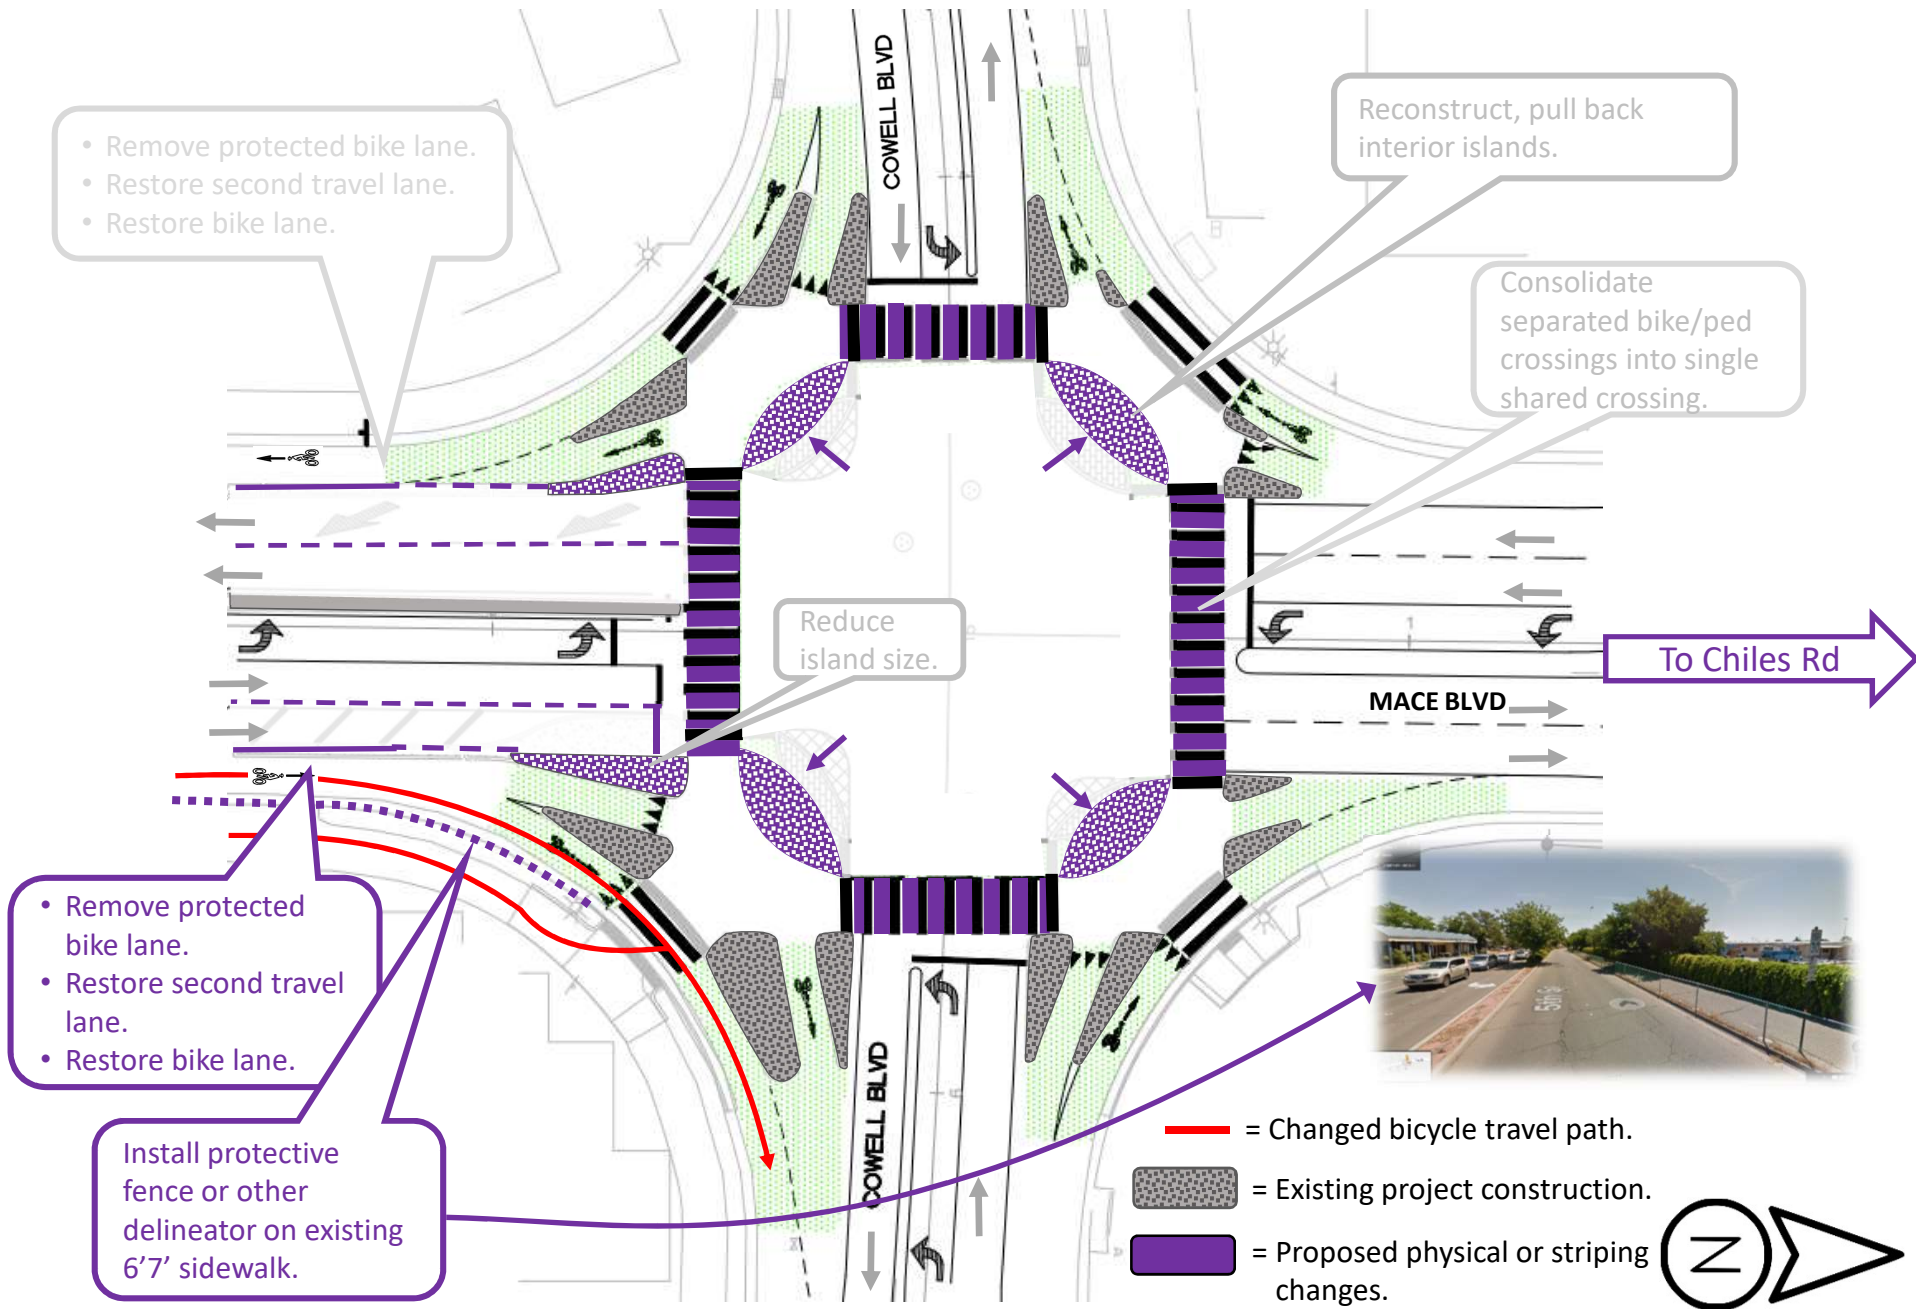 COWELL BLVD
• Remove protected bike lane.
• Restore second travel lane.
• Restore bike lane.
Reconstruct, pull back
interior islands.
Consolidate
separated bike/ped
crossings into single
shared crossing.
Reduce
island size.
To Chiles Rd
MACE BLVD
• Remove protected
bike lane.
• Restore second travel
lane.
• Restore bike lane.
5th S
COWELL BLVD
Install protective
fence or other
delineator on existing
6'7' sidewalk.
= Changed bicycle travel path.
= Existing project construction.
= Proposed physical or striping
changes.
N